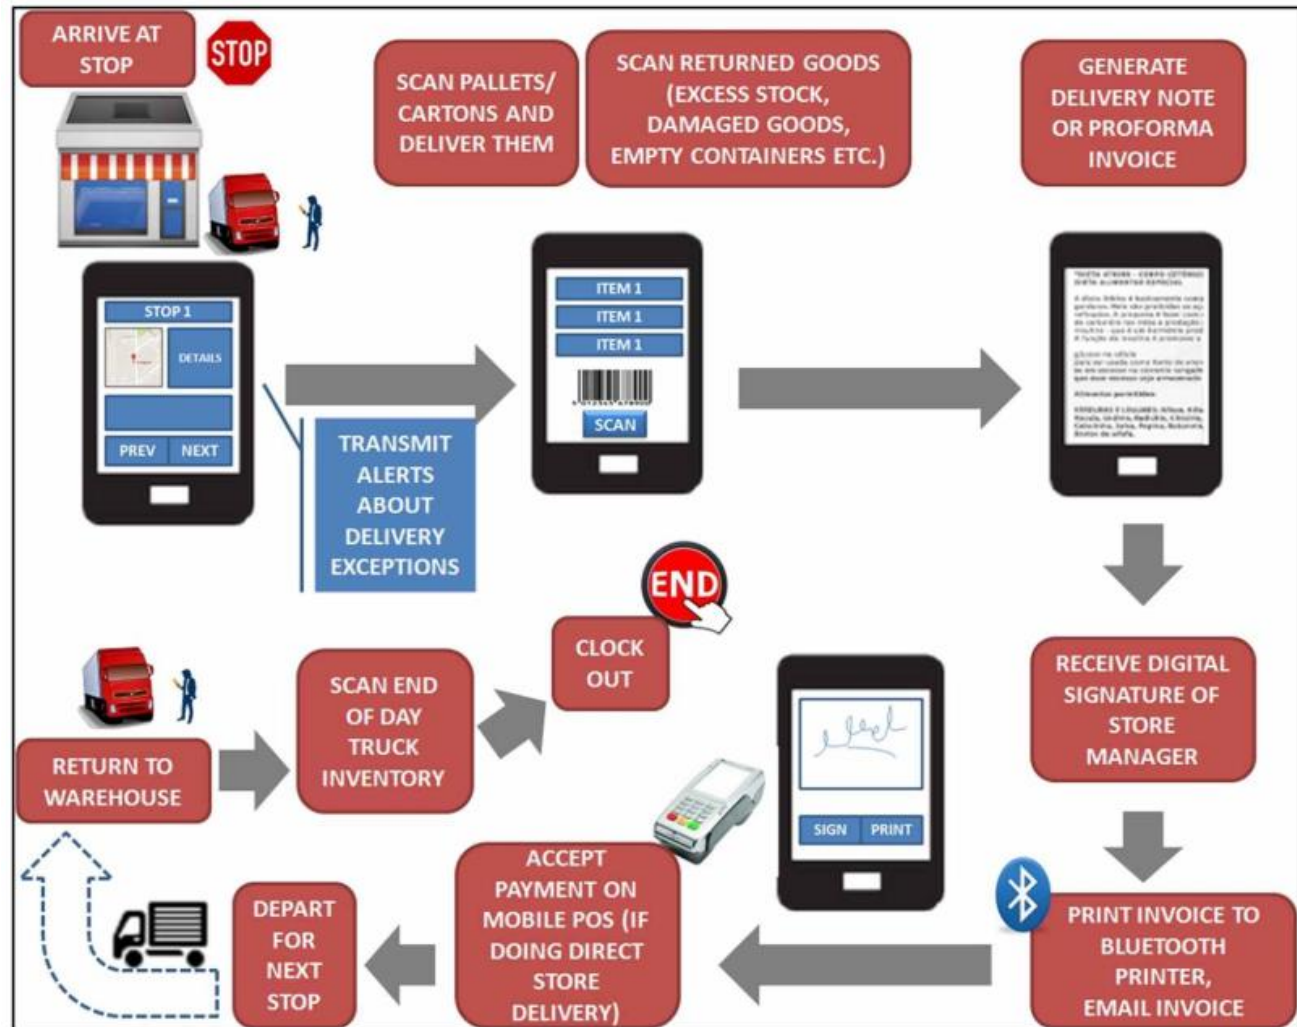 ARRIVE AT
STOP
STOP
SCAN PALLETS/
CARTONS AND
DELIVER THEM
SCAN RETURNED GOODS
(EXCESS STOCK,
DAMAGED GOODS,
EMPTY CONTAINERS ETC.)
GENERATE
DELIVERY NOTE
OR PROFORMA
INVOICE
STOP 1
DETAILS
PREV NEXT
TRANSMIT
ALERTS
ABOUT
DELIVERY
EXCEPTIONS
ITEM 1
ITEM 1
ITEM 1
SCAN
RECEIVE DIGITAL
SIGNATURE OF
STORE
MANAGER
PRINT INVOICE TO
BLUETOOTH
PRINTER,
EMAIL INVOICE
SIGN PRINT
ACCEPT
PAYMENT ON
MOBILE POS (IF
DOING DIRECT
STORE
DELIVERY)
DEPART
FOR
NEXT
STOP
RETURN TO
WAREHOUSE
SCAN END
OF DAY
TRUCK
INVENTORY
CLOCK
OUT
END